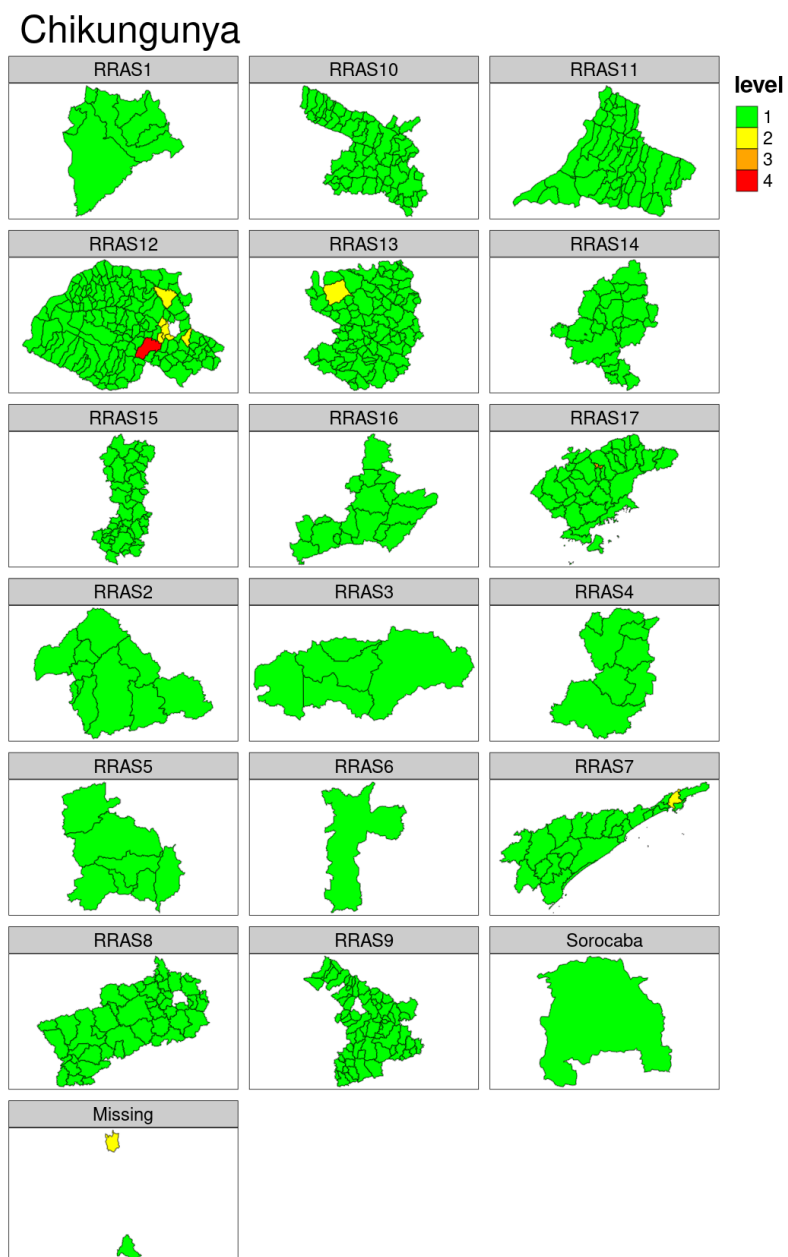 Chikungunya
RRAS1
RRAS10
RRAS11
level
1
2
3
4
RRAS12
RRAS13
RRAS14
RRAS15
RRAS16
RRAS17
RRAS2
RRAS3
RRAS4
RRAS5
RRAS6
RRAS7
RRAS8
RRAS9
Sorocaba
Missing